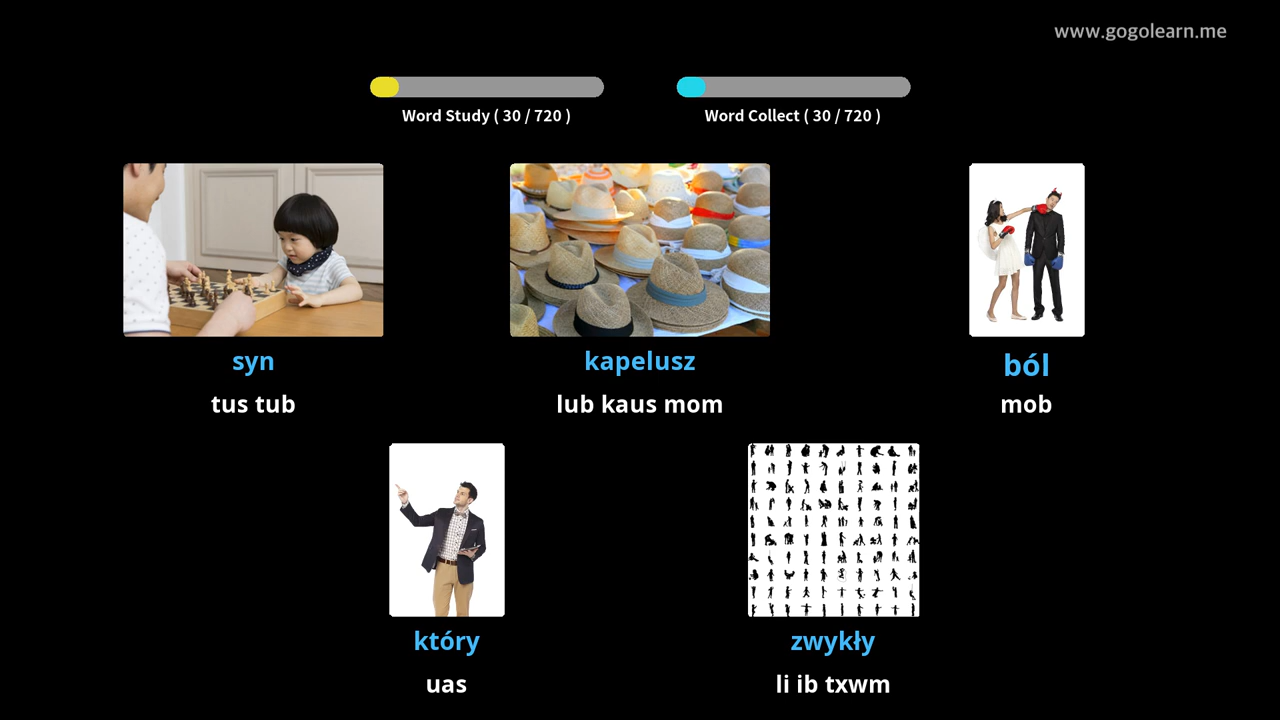 www.gogolearn.me
Word Study ( 30 / 720 )
Word Collect ( 30 / 720 )
syn
kapelusz
ból
tus tub
lub kaus mom
mob
który
zwykły
uas
li ib txwm